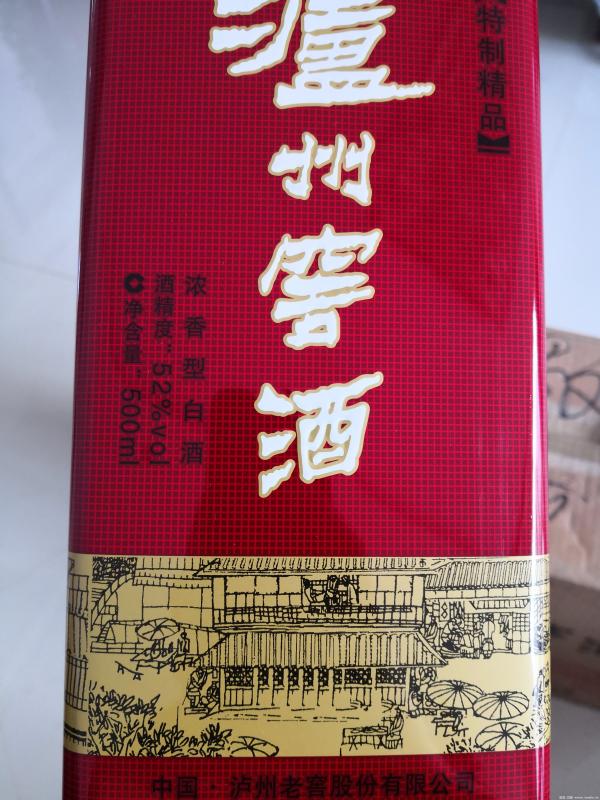 【特制精品】
泸州窖酒
浓香型白酒
酒精度:52%vol
净含量:500ml
中国·泸州老窖股份有限公司